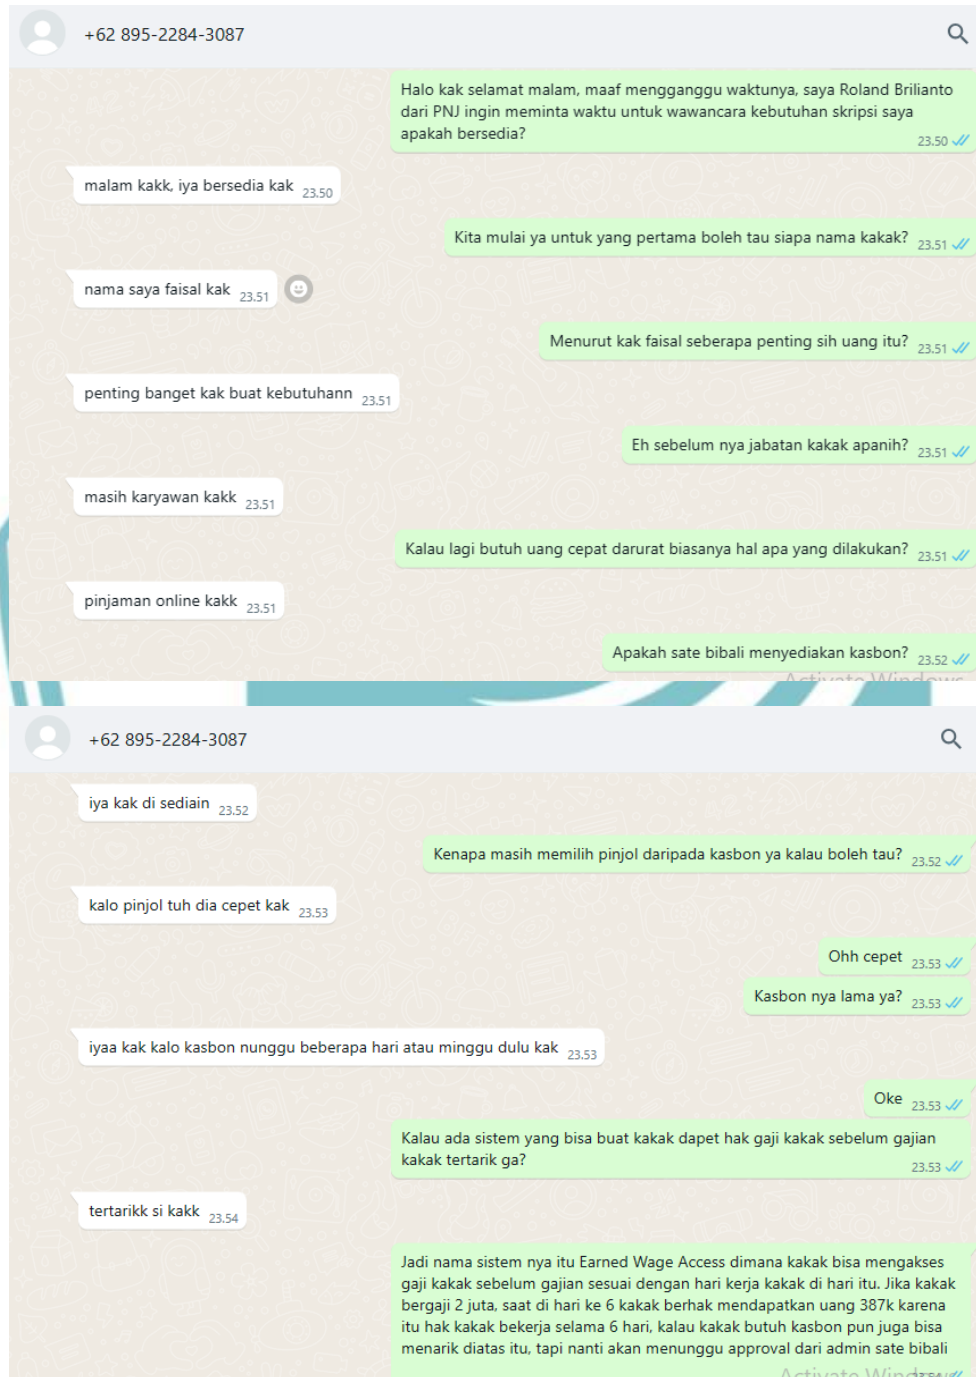 +62 895-2284-3087
Halo kak selamat malam, maaf mengganggu waktunya, saya Roland Brilianto
dari PNJ ingin meminta waktu untuk wawancara kebutuhan skripsi saya
apakah bersedia?
23.50
malam kakk, iya bersedia kak 23.50
Kita mulai ya untuk yang pertama boleh tau siapa nama kakak? 23.51
nama saya faisal kak 23.51
Menurut kak faisal seberapa penting sih uang itu? 23.51
penting banget kak buat kebutuhann 23.51
Eh sebelum nya jabatan kakak apanih? 23.51
masih karyawan kakk 23.51
Kalau lagi butuh uang cepat darurat biasanya hal apa yang dilakukan? 23.51
pinjaman online kakk 23.51
Apakah sate bibali menyediakan kasbon? 23.52
Activate Windows
+62 895-2284-3087
iya kak di sediain 23.52
Kenapa masih memilih pinjol daripada kasbon ya kalau boleh tau? 23.52
kalo pinjol tuh dia cepet kak 23.53
Ohh cepet 23.53
Kasbon nya lama ya? 23.53
iyaa kak kalo kasbon nunggu beberapa hari atau minggu dulu kak 23.53
Oke 23.53
Kalau ada sistem yang bisa buat kakak dapet hak gaji kakak sebelum gajian
kakak tertarik ga?
23.53
tertarikk si kakk 23.54
Jadi nama sistem nya itu Earned Wage Access dimana kakak bisa mengakses
gaji kakak sebelum gajian sesuai dengan hari kerja kakak di hari itu. Jika kakak
bergaji 2 juta, saat di hari ke 6 kakak berhak mendapatkan uang 387k karena
itu hak kakak bekerja selama 6 hari, kalau kakak butuh kasbon pun juga bisa
menarik diatas itu, tapi nanti akan menunggu approval dari admin sate bibali
Activate Windows